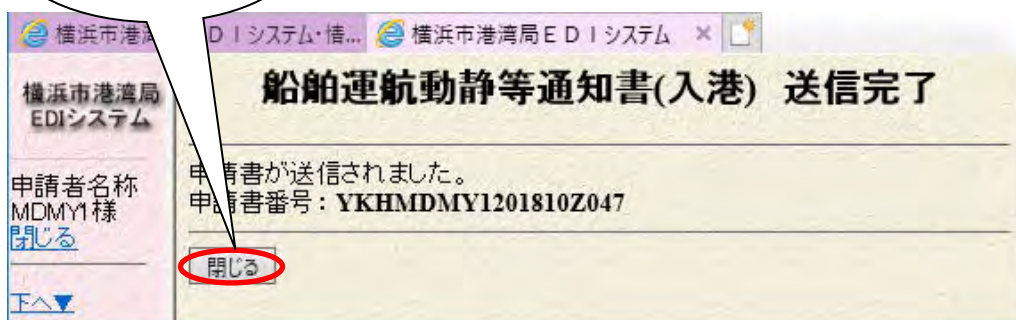 横浜市港湾 DIシステム・情... 横浜市港湾局EDIシステム ×
横浜市港湾局
EDIシステム
船舶運航動静等通知書(入港) 送信完了
申請者名称
MDMY1様
閉じる
下へ▼
申請書が送信されました。
申請書番号:YKHMDMY1201810Z047
閉じる